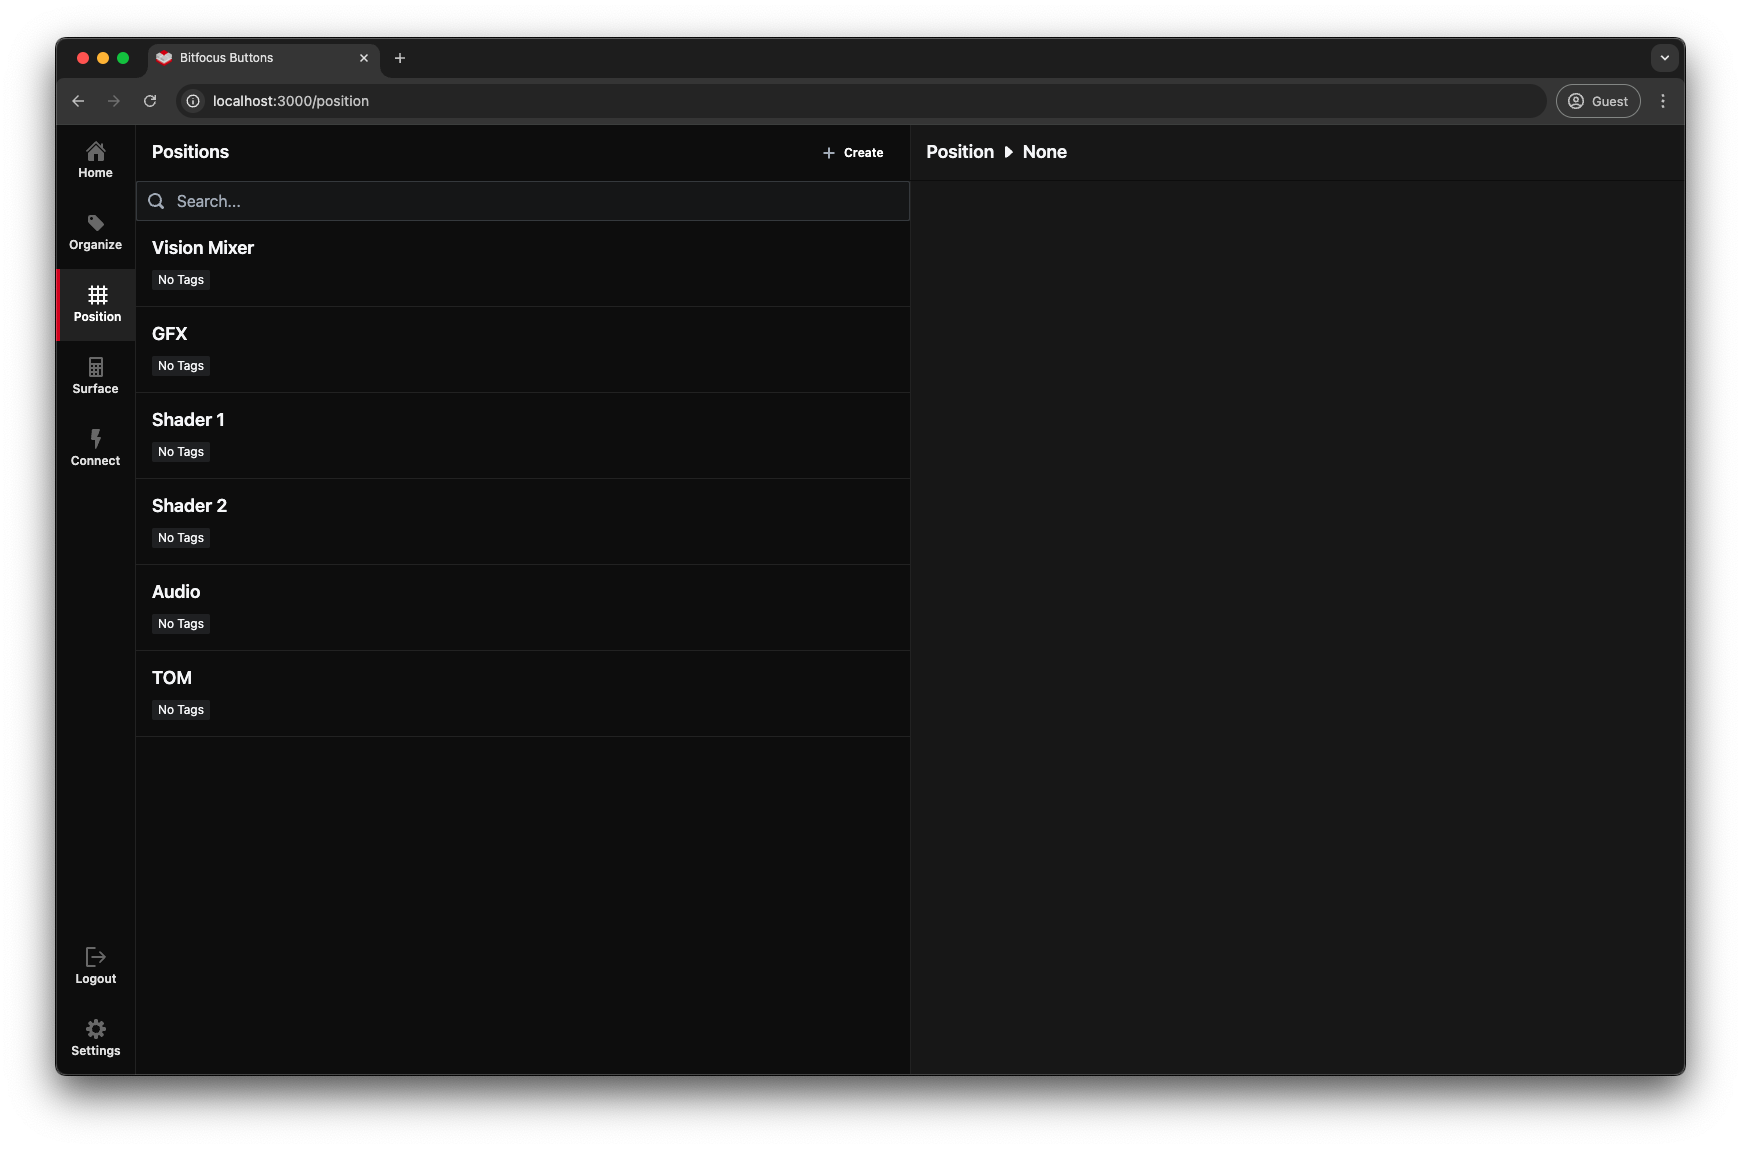 Bitfocus Buttons
localhost:3000/position
Guest
Home
Organize
Position
Surface
Connect
Logout
Settings
Positions
Create
Search...
Vision Mixer
No Tags
GFX
No Tags
Shader 1
No Tags
Shader 2
No Tags
Audio
No Tags
TOM
No Tags
Position None